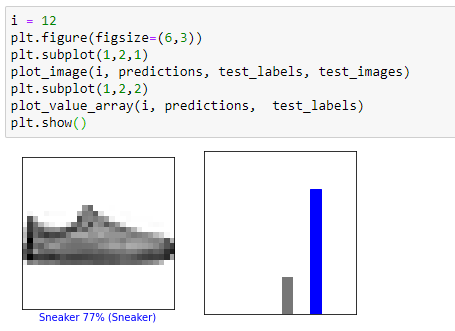 i = 12
plt.figure(figsize=(6,3))
plt.subplot(1,2,1)
plot_image(i, predictions, test_labels, test_images)
plt.subplot(1,2,2)
plot_value_array(i, predictions,  test_labels)
plt.show()
Sneaker 77% (Sneaker)